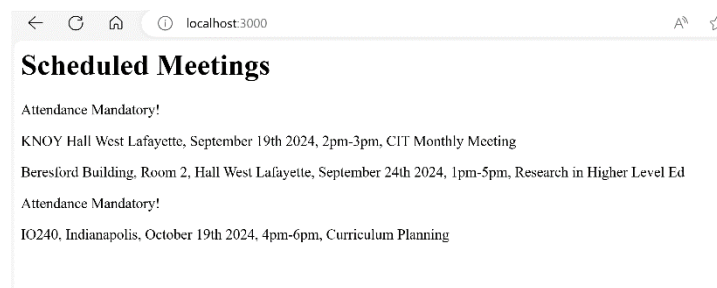 localhost:3000
Scheduled Meetings
Attendance Mandatory!
KNOY Hall West Lafayette, September 19th 2024, 2pm-3pm, CIT Monthly Meeting
Beresford Building, Room 2, Hall West Lafayette, September 24th 2024, 1pm-5pm, Research in Higher Level Ed
Attendance Mandatory!
IO240, Indianapolis, October 19th 2024, 4pm-6pm, Curriculum Planning